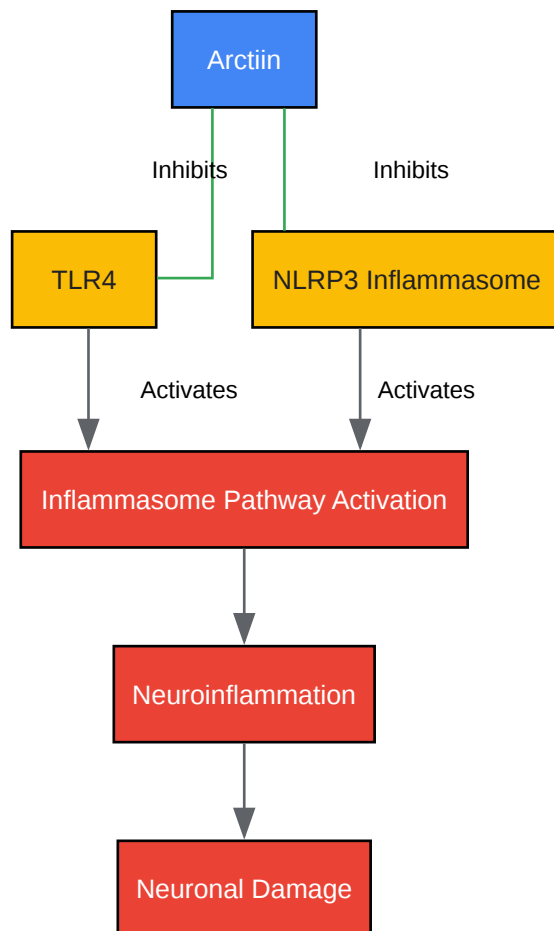 Arctiin
Inhibits
Inhibits
TLR4
NLRP3 Inflammasome
Activates
Activates
Inflammasome Pathway Activation
Neuroinflammation
Neuronal Damage